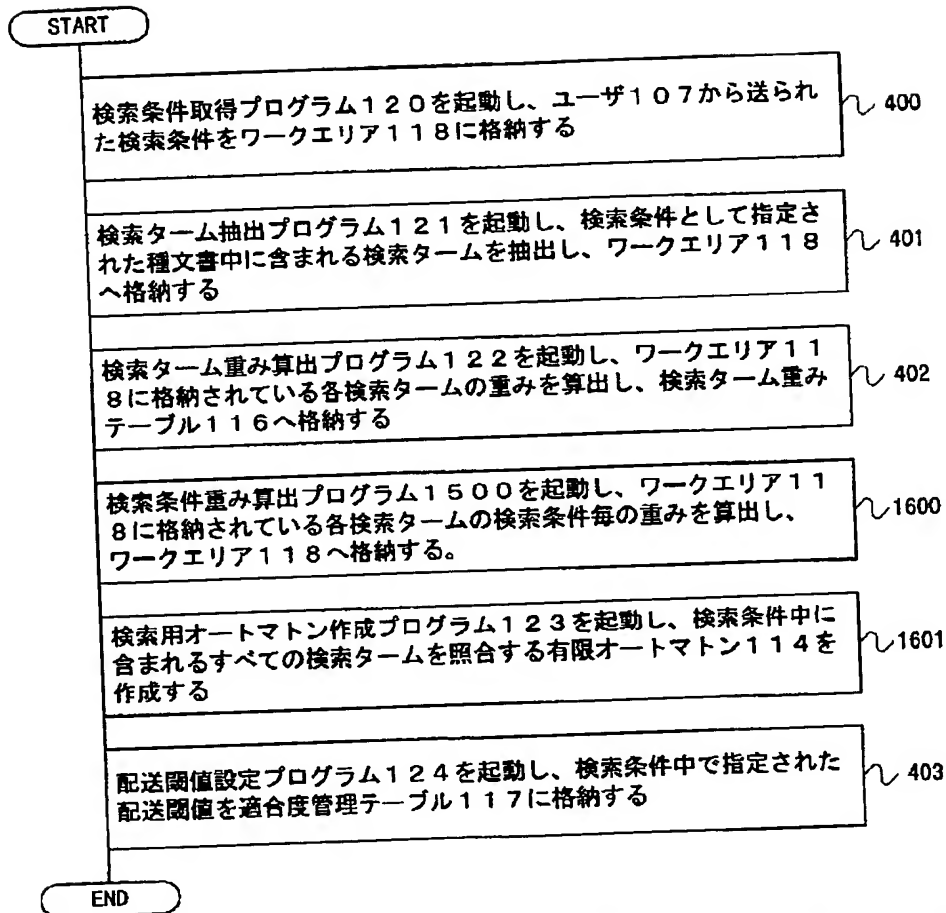 START
検索条件取得プログラム120を起動し、ユーザ107から送られ
た検索条件をワークエリア118に格納する
400
検索ターム抽出プログラム121を起動し、検索条件として指定さ
れた種文書中に含まれる検索タームを抽出し、ワークエリア118
へ格納する
401
検索ターム重み算出プログラム122を起動し、ワークエリア11
8に格納されている各検索タームの重みを算出し、検索ターム重み
テーブル116へ格納する
402
検索条件重み算出プログラム1500を起動し、ワークエリア11
8に格納されている各検索タームの検索条件毎の重みを算出し、
ワークエリア118へ格納する。
1600
検索用オートマトン作成プログラム123を起動し、検索条件中に
含まれるすべての検索タームを照合する有限オートマトン114を
作成する
1601
配送閾値設定プログラム124を起動し、検索条件中で指定された
配送閾値を適合度管理テーブル117に格納する
403
END